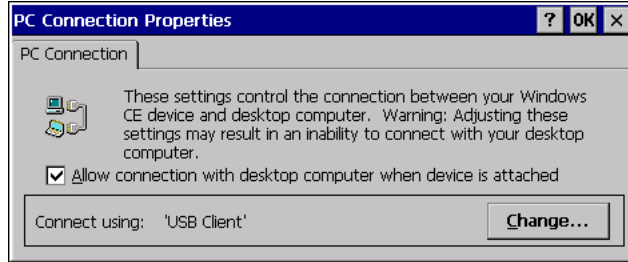 PC Connection Properties ? OK ×
PC Connection
These settings control the connection between your Windows
CE device and desktop computer. Warning: Adjusting these
settings may result in an inability to connect with your desktop
computer.
Allow connection with desktop computer when device is attached
Connect using: 'USB Client' Change...